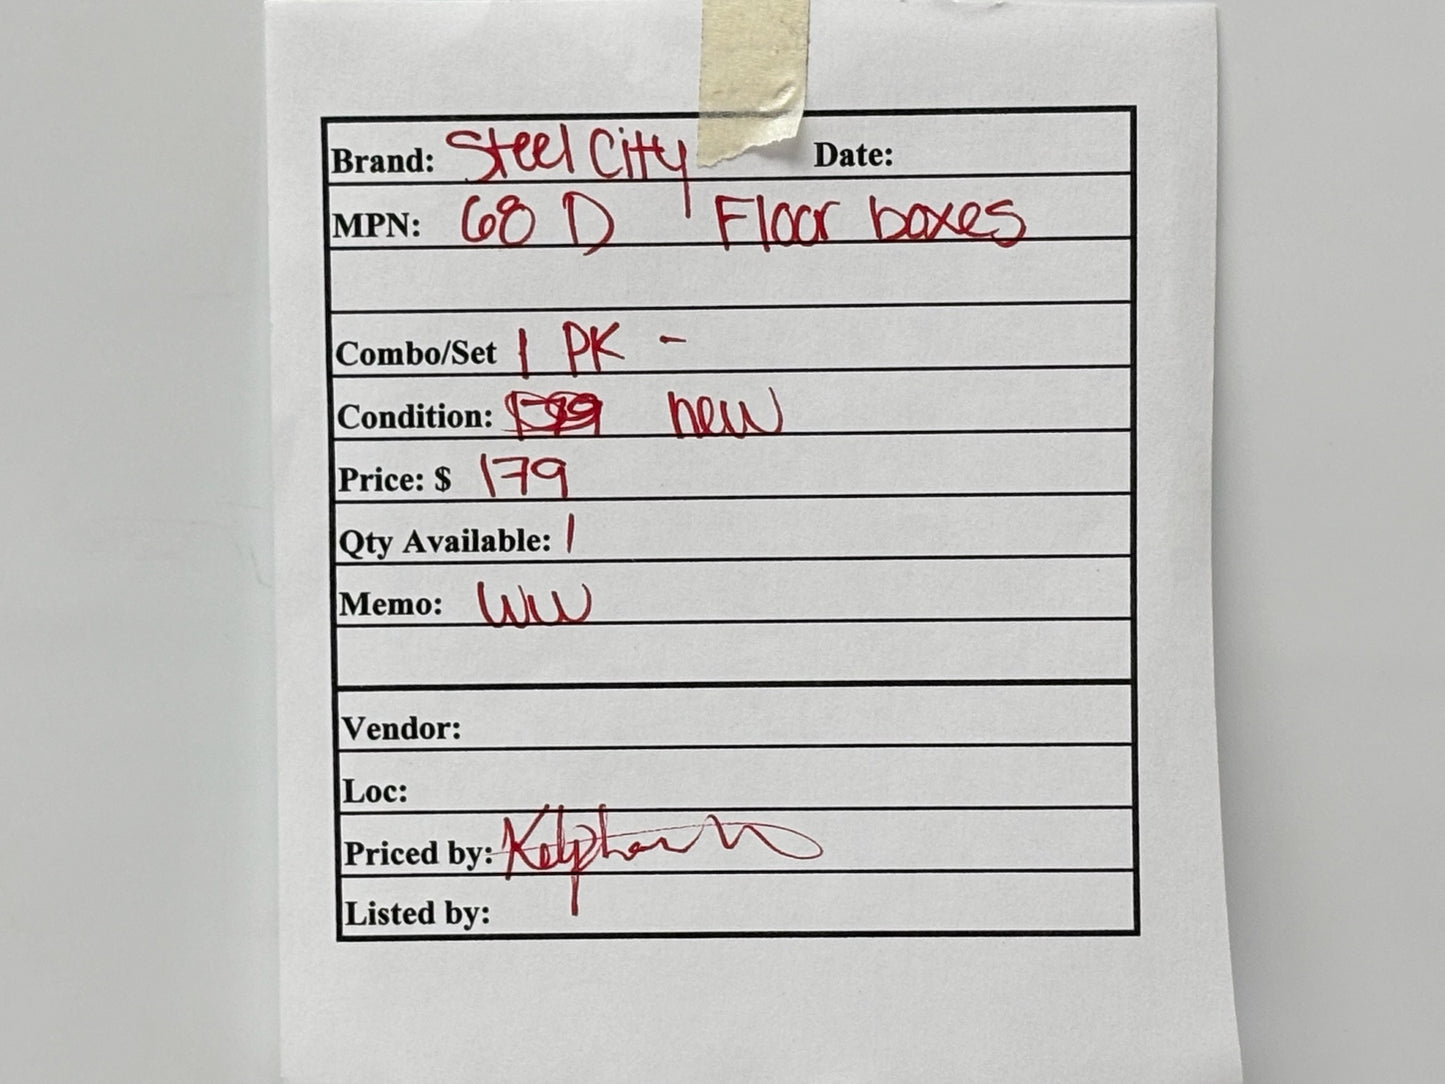 Brand: Steel City Date:
MPN: 68 D Floor boxes
Combo/Set 1 PK -
Condition: new
Price: $ 179
Qty Available: 1
Memo: WW
Vendor:
Loc:
Priced by:
Listed by: